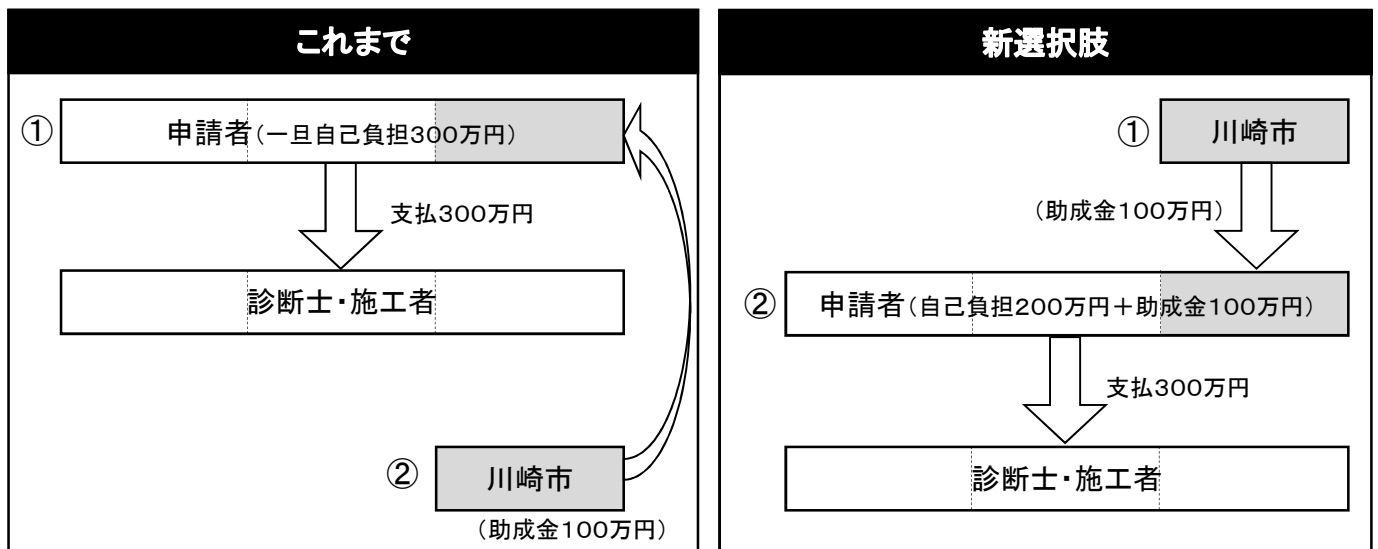 これまで
① 申請者(一旦自己負担300万円)
支払300万円
診断士・施工者
② 川崎市
(助成金100万円)
新選択肢
① 川崎市
(助成金100万円)
② 申請者(自己負担200万円+助成金100万円)
支払300万円
診断士・施工者